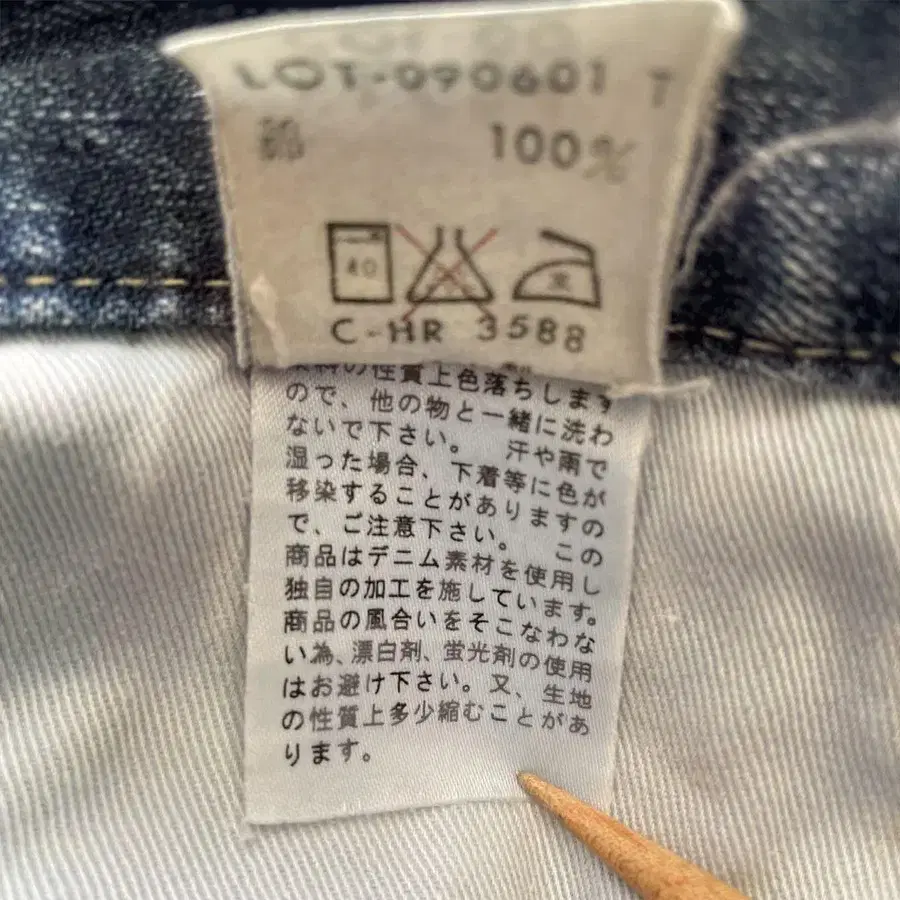 LOT-090601 T
綿 100%
40
C-HR 3588
の性質上色落ちします
ので、他の物と一緒に洗わ
ないで下さい。 汗や雨で
湿った場合、下着等に色が
移染することがありますの
で、ご注意下さい。 この
商品はデニム素材を使用し
独自の加工を施しています。
商品の風合いをそこなわな
い為、漂白剤、蛍光剤の使用
はお避け下さい。又、生地
の性質上多少縮むことがあ
ります。